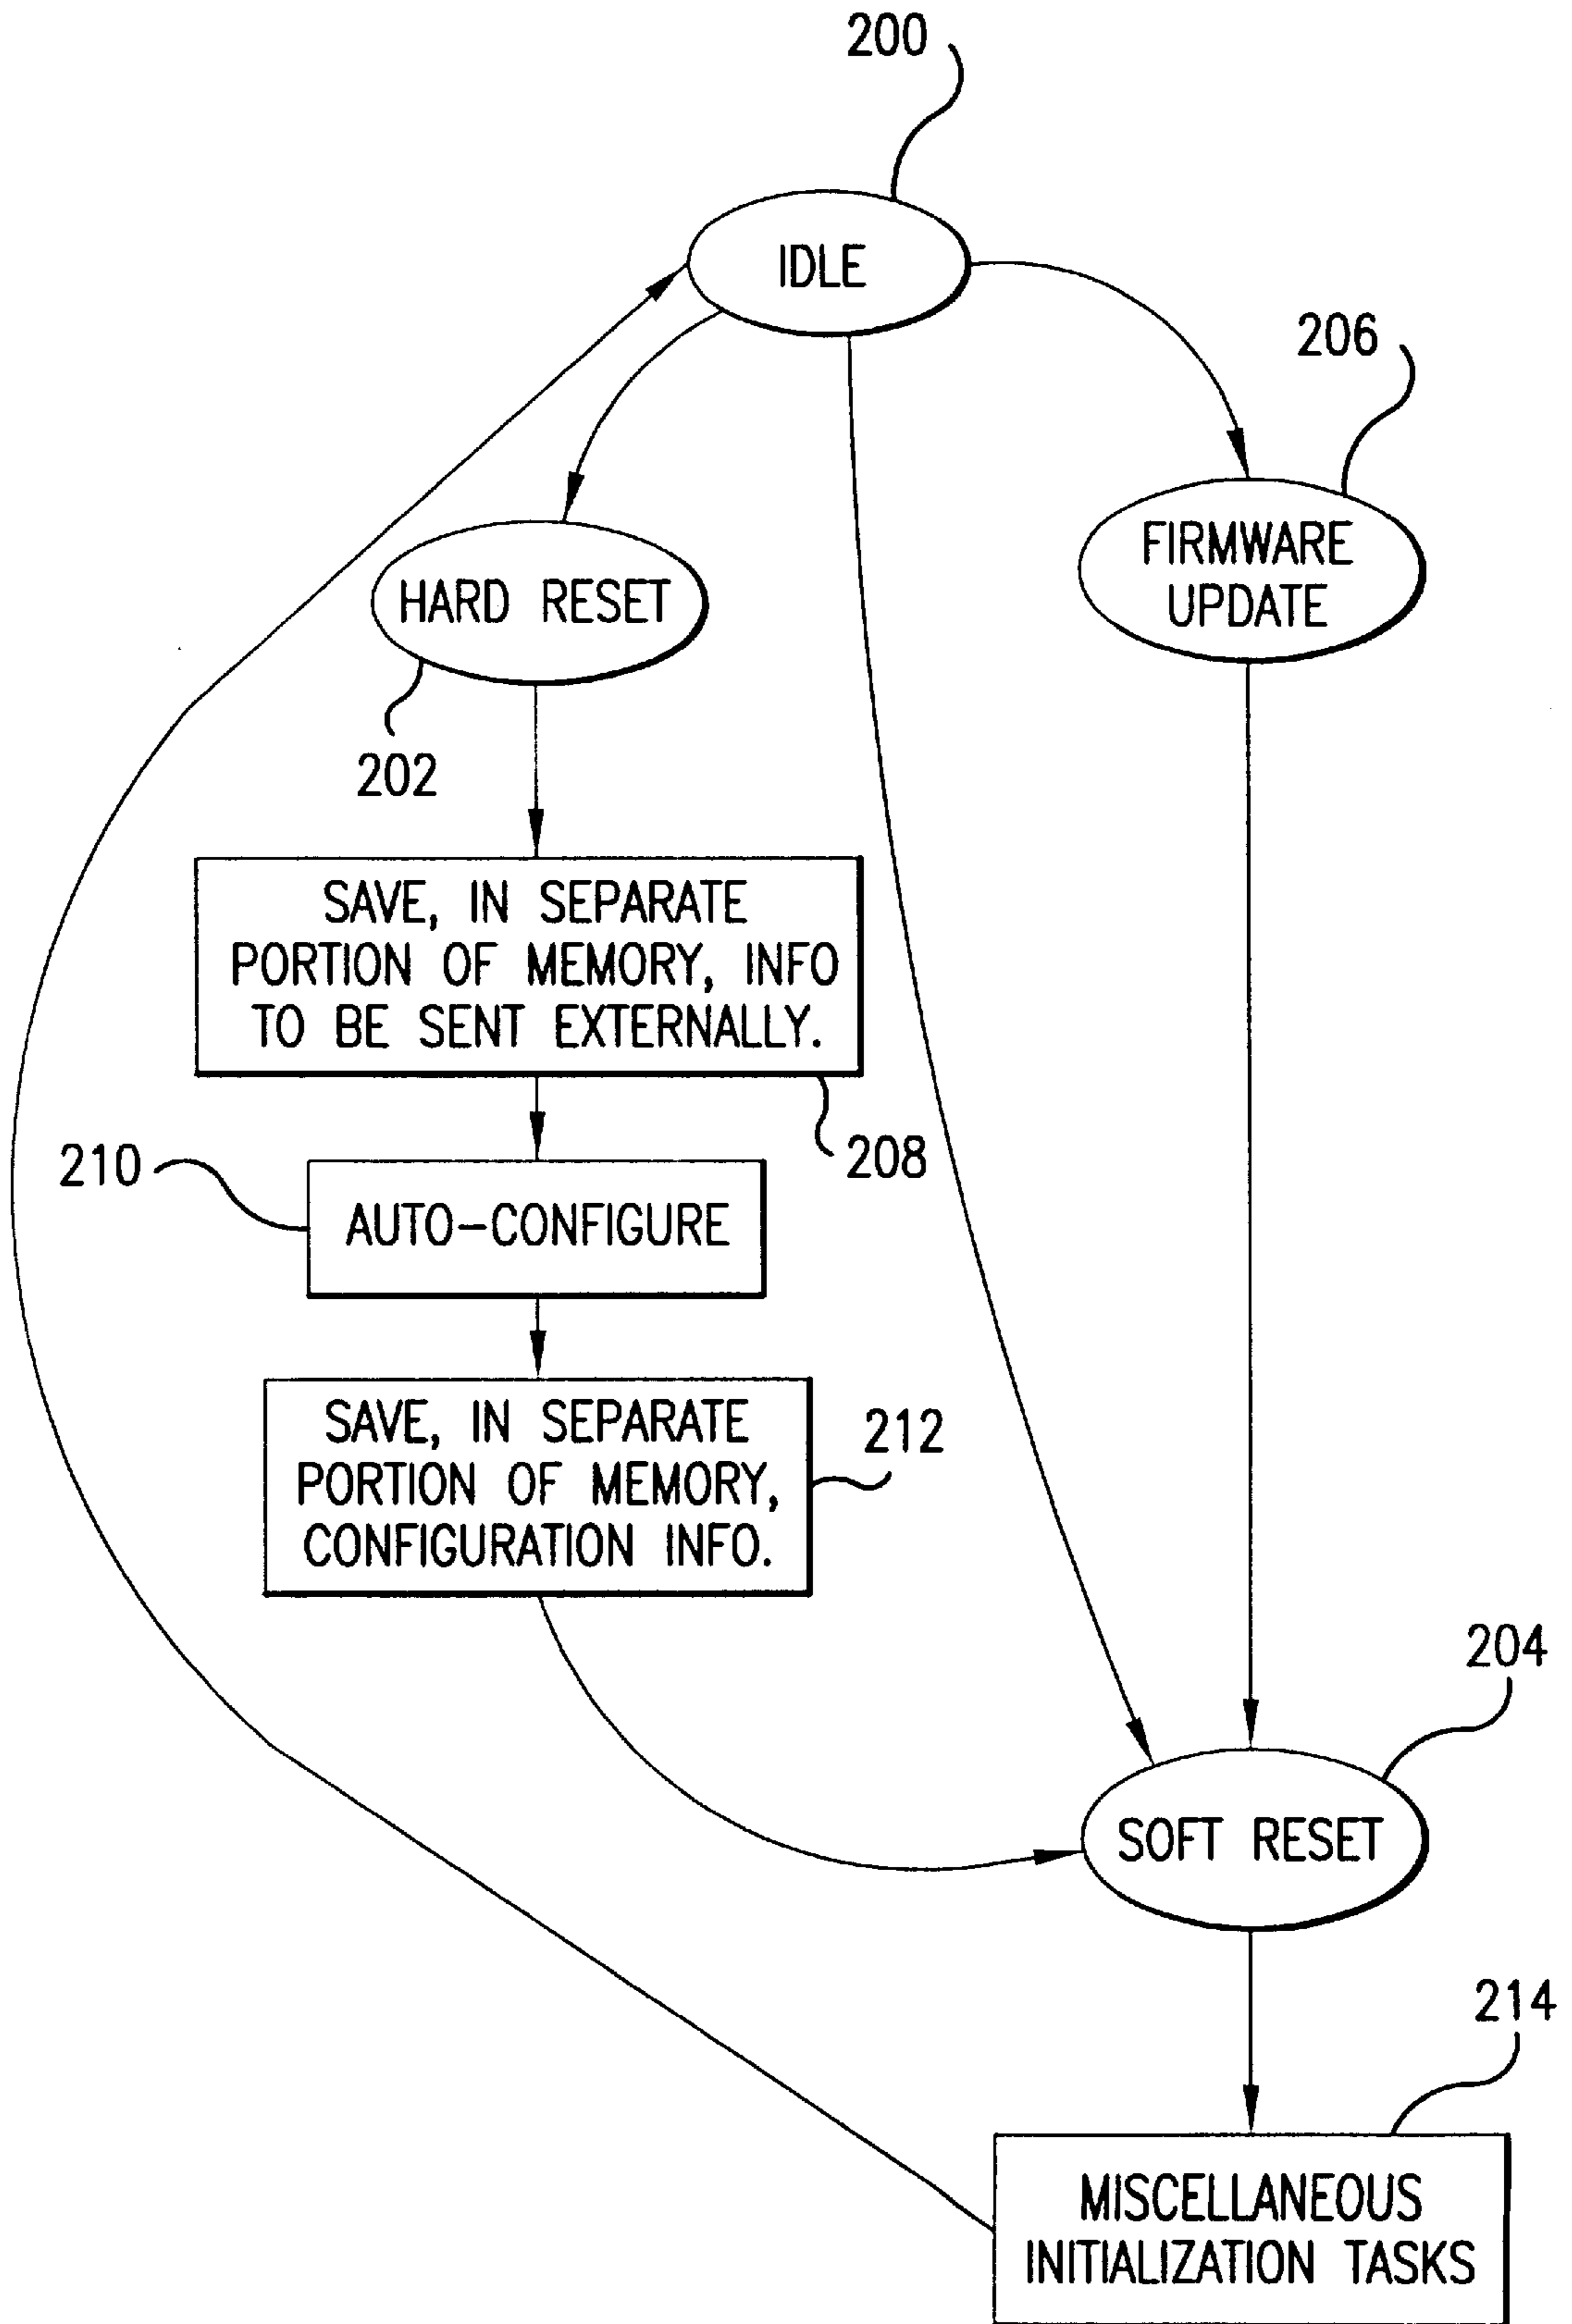 200
IDLE
206
FIRMWARE
UPDATE
HARD RESET
202
SAVE, IN SEPARATE
PORTION OF MEMORY, INFO
TO BE SENT EXTERNALLY.
208
210
AUTO-CONFIGURE
SAVE, IN SEPARATE
PORTION OF MEMORY,
CONFIGURATION INFO.
212
204
SOFT RESET
214
MISCELLANEOUS
INITIALIZATION TASKS